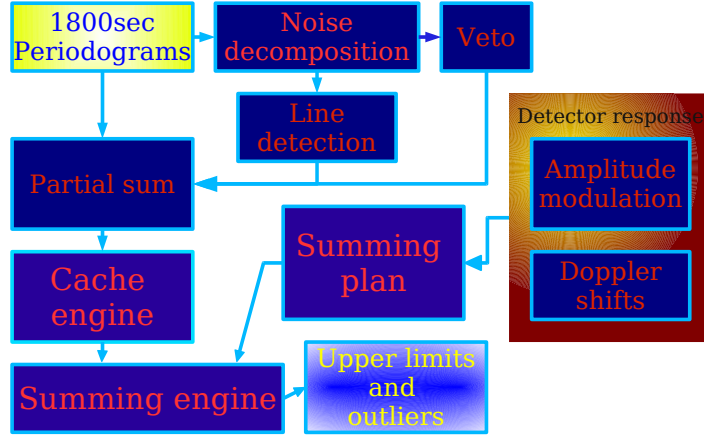 1800sec
Periodograms
Noise
decomposition
Veto
Line
detection
Detector response
Partial sum
Amplitude
modulation
Summing
plan
Cache
engine
Doppler
shifts
Summing engine
Upper limits
and
outliers